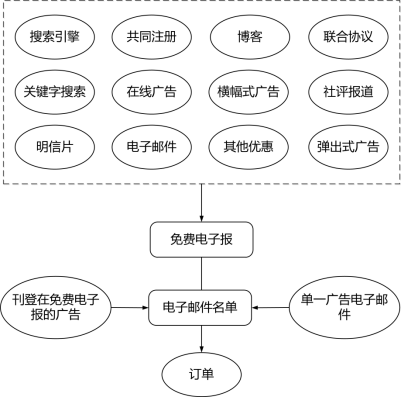 搜索引擎
共同注册
博客
联合协议
关键字搜索
在线广告
横幅式广告
社评报道
明信片
电子邮件
其他优惠
弹出式广告
免费电子报
刊登在免费电子
报的广告
电子邮件名单
单一广告电子邮
件
订单